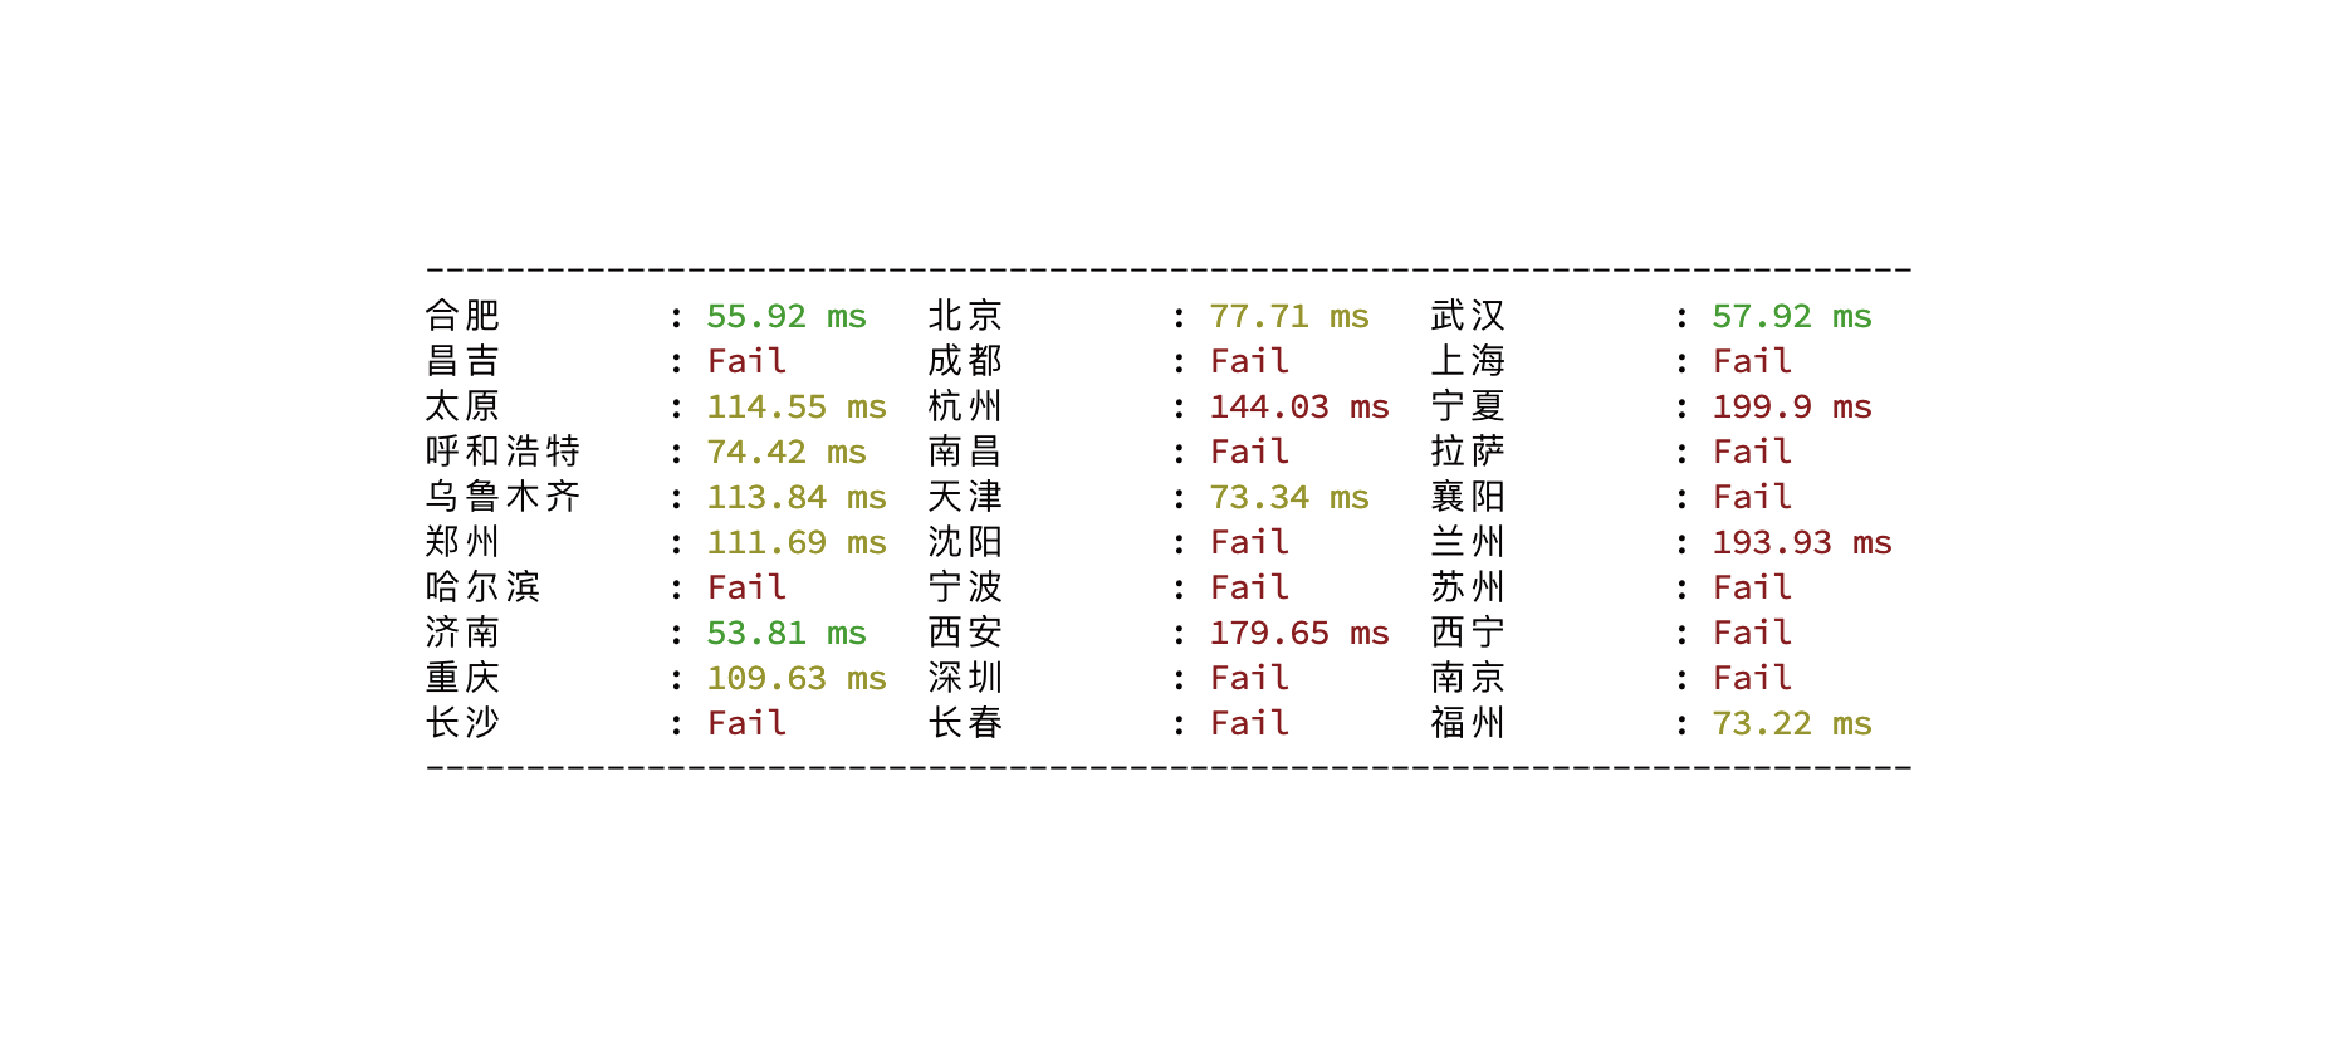 --------------------------------------------------------------------------
合肥 : 55.92 ms 北京 : 77.71 ms 武汉 : 57.92 ms
昌吉 : Fail 成都 : Fail 上海 : Fail
太原 : 114.55 ms 杭州 : 144.03 ms 宁夏 : 199.9 ms
呼和浩特 : 74.42 ms 南昌 : Fail 拉萨 : Fail
乌鲁木齐 : 113.84 ms 天津 : 73.34 ms 襄阳 : Fail
郑州 : 111.69 ms 沈阳 : Fail 兰州 : 193.93 ms
哈尔滨 : Fail 宁波 : Fail 苏州 : Fail
济南 : 53.81 ms 西安 : 179.65 ms 西宁 : Fail
重庆 : 109.63 ms 深圳 : Fail 南京 : Fail
长沙 : Fail 长春 : Fail 福州 : 73.22 ms
--------------------------------------------------------------------------